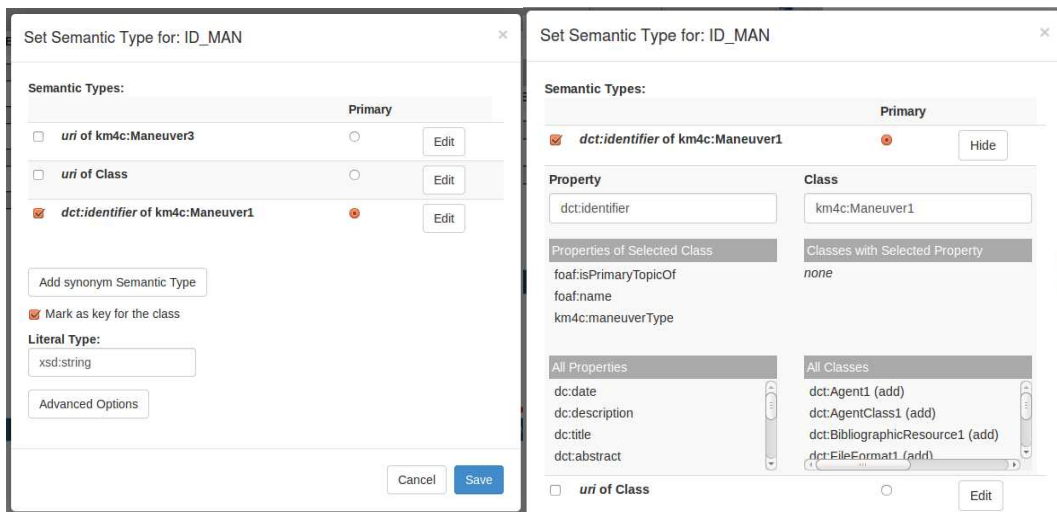 Set Semantic Type for: ID_MAN
×
Semantic Types:
Primary
uri of km4c:Maneuver3
Edit
uri of Class
Edit
dct:identifier of km4c:Maneuver1
Edit
Add synonym Semantic Type
Mark as key for the class
Literal Type:
xsd:string
Advanced Options
Cancel
Save
Set Semantic Type for: ID_MAN
×
Semantic Types:
Primary
dct:identifier of km4c:Maneuver1
Hide
Property
Class
dct:identifier
km4c:Maneuver1
Properties of Selected Class
Classes with Selected Property
foaf:isPrimaryTopicOf
none
foaf:name
km4c:maneuverType
All Properties
All Classes
dc:date
dct:Agent1 (add)
dc:description
dct:AgentClass1 (add)
dc:title
dct:BibliographicResource1 (add)
dct:abstract
dct:FileFormat1 (add)
uri of Class
Edit